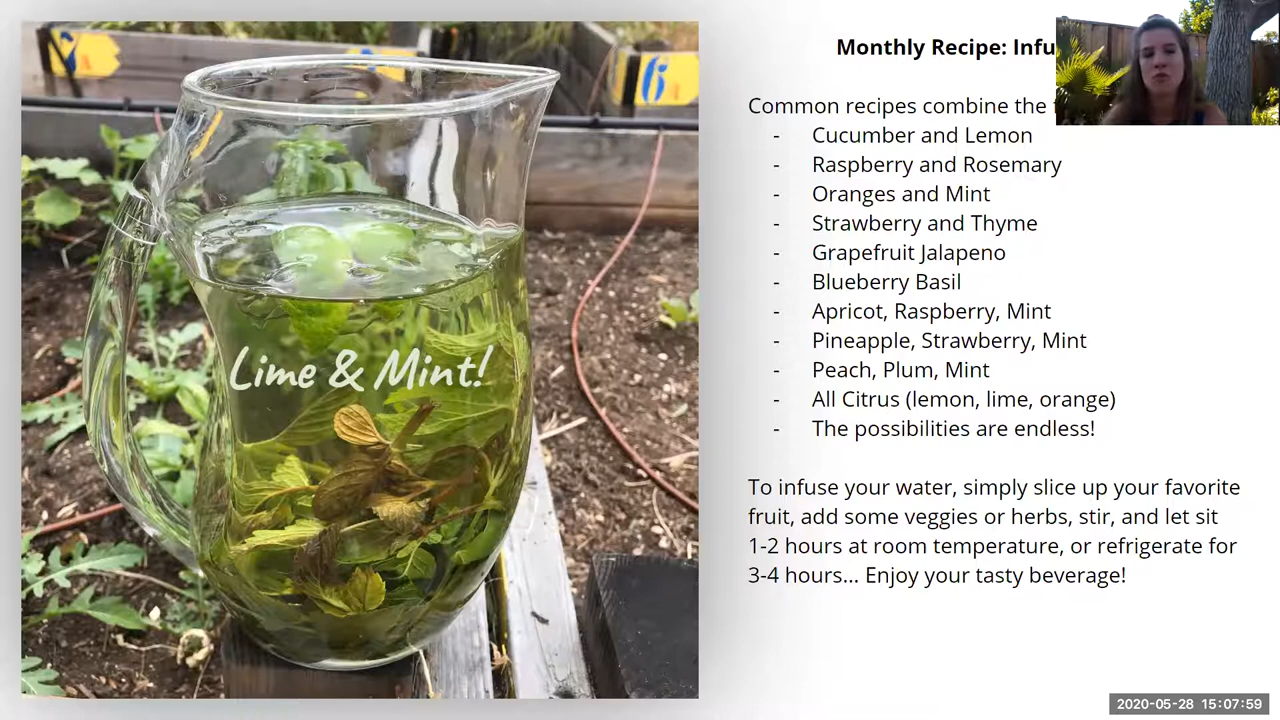 Monthly Recipe: Infu
Common recipes combine the
- Cucumber and Lemon
- Raspberry and Rosemary
- Oranges and Mint
- Strawberry and Thyme
- Grapefruit Jalapeno
- Blueberry Basil
- Apricot, Raspberry, Mint
- Pineapple, Strawberry, Mint
- Peach, Plum, Mint
- All Citrus (lemon, lime, orange)
- The possibilities are endless!
To infuse your water, simply slice up your favorite
fruit, add some veggies or herbs, stir, and let sit
1-2 hours at room temperature, or refrigerate for
3-4 hours... Enjoy your tasty beverage!
Lime & Mint!
6
2020-05-28 15:07:59